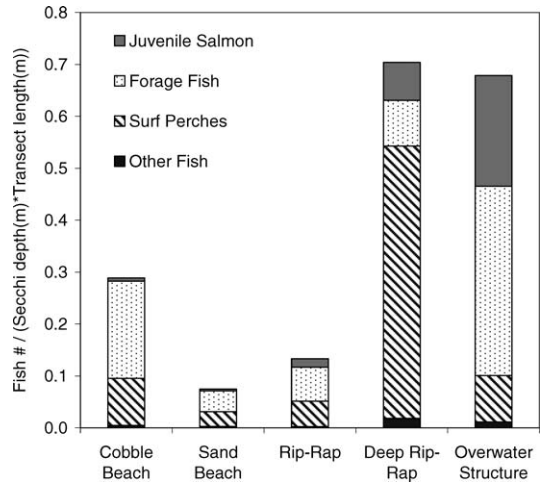 0.8
0.7
0.6
0.5
0.4
0.3
0.2
0.1
0.0
Fish # / (Secchi depth(m)*Transect length(m))
Juvenile Salmon
Forage Fish
Surf Perches
Other Fish
Cobble
Beach
Sand
Beach
Rip-Rap
Deep Rip-
Rap
Overwater
Structure